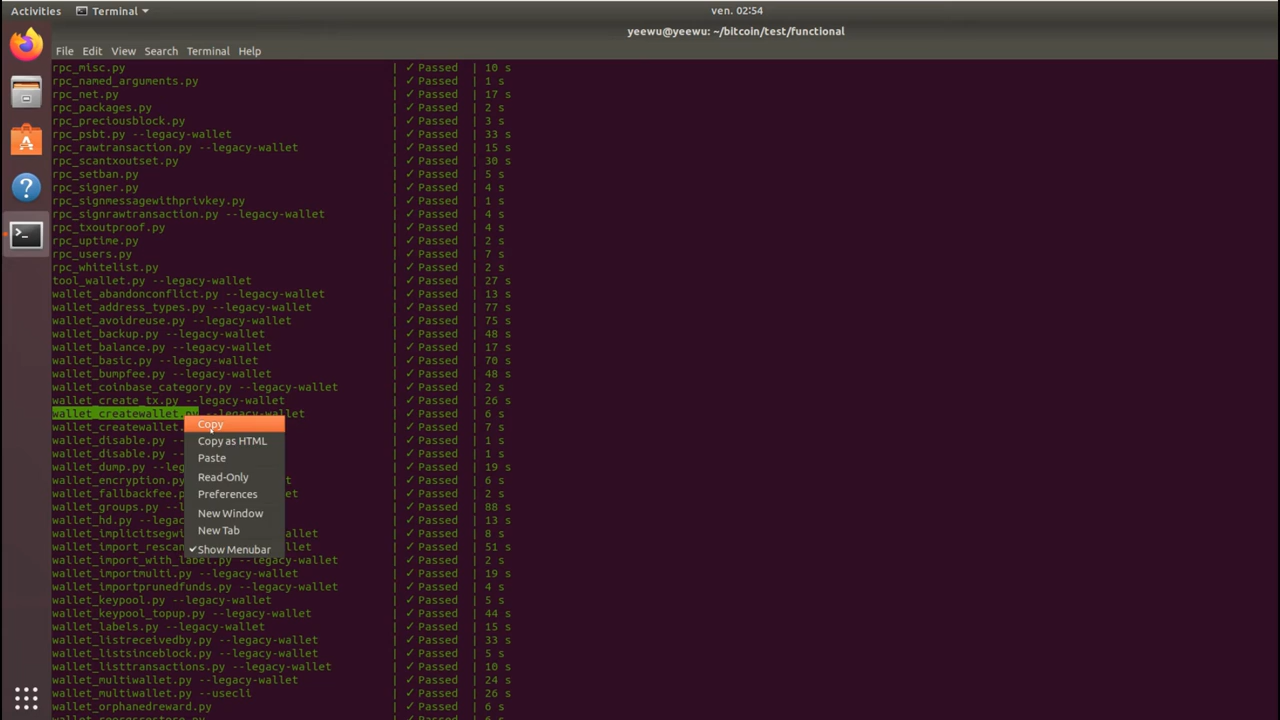 Activities Terminal ven. 02:54
yeewu@yeewu: ~/bitcoin/test/functional
File Edit View Search Terminal Help
rpc_misc.py | ✓ Passed | 10 s
rpc_named_arguments.py | ✓ Passed | 1 s
rpc_net.py | ✓ Passed | 17 s
rpc_packages.py | ✓ Passed | 2 s
rpc_preciousblock.py | ✓ Passed | 3 s
rpc_psbt.py --legacy-wallet | ✓ Passed | 33 s
rpc_rawtransaction.py --legacy-wallet | ✓ Passed | 15 s
rpc_scantxoutset.py | ✓ Passed | 30 s
rpc_setban.py | ✓ Passed | 5 s
rpc_signer.py | ✓ Passed | 4 s
rpc_signmessagewithprivkey.py | ✓ Passed | 1 s
rpc_signrawtransaction.py --legacy-wallet | ✓ Passed | 4 s
rpc_txoutproof.py | ✓ Passed | 4 s
rpc_uptime.py | ✓ Passed | 2 s
rpc_users.py | ✓ Passed | 7 s
rpc_whitelist.py | ✓ Passed | 2 s
tool_wallet.py --legacy-wallet | ✓ Passed | 27 s
wallet_abandonconflict.py --legacy-wallet | ✓ Passed | 13 s
wallet_address_types.py --legacy-wallet | ✓ Passed | 77 s
wallet_avoidreuse.py --legacy-wallet | ✓ Passed | 75 s
wallet_backup.py --legacy-wallet | ✓ Passed | 48 s
wallet_balance.py --legacy-wallet | ✓ Passed | 17 s
wallet_basic.py --legacy-wallet | ✓ Passed | 70 s
wallet_bumpfee.py --legacy-wallet | ✓ Passed | 48 s
wallet_coinbase_category.py --legacy-wallet | ✓ Passed | 2 s
wallet_create_tx.py --legacy-wallet | ✓ Passed | 26 s
wallet_createwallet.py --legacy-wallet | ✓ Passed | 6 s
wallet_createwallet. | ✓ Passed | 7 s
wallet_disable.py -- | ✓ Passed | 1 s
wallet_disable.py -- | ✓ Passed | 1 s
wallet_dump.py --leg | ✓ Passed | 19 s
wallet_encryption.py | ✓ Passed | 6 s
wallet_fallbackfee.p et | ✓ Passed | 2 s
wallet_groups.py --l | ✓ Passed | 88 s
wallet_hd.py --legac | ✓ Passed | 13 s
wallet_implicitsegwi wallet | ✓ Passed | 8 s
wallet_import_rescan wallet | ✓ Passed | 51 s
wallet_import_with_label.py --legacy-wallet | ✓ Passed | 2 s
wallet_importmulti.py --legacy-wallet | ✓ Passed | 19 s
wallet_importprunedfunds.py --legacy-wallet | ✓ Passed | 4 s
wallet_keypool.py --legacy-wallet | ✓ Passed | 5 s
wallet_keypool_topup.py --legacy-wallet | ✓ Passed | 44 s
wallet_labels.py --legacy-wallet | ✓ Passed | 15 s
wallet_listreceivedby.py --legacy-wallet | ✓ Passed | 33 s
wallet_listsinceblock.py --legacy-wallet | ✓ Passed | 5 s
wallet_listtransactions.py --legacy-wallet | ✓ Passed | 10 s
wallet_multiwallet.py --legacy-wallet | ✓ Passed | 24 s
wallet_multiwallet.py --usecli | ✓ Passed | 26 s
wallet_orphanedreward.py | ✓ Passed | 6 s
Copy
Copy as HTML
Paste
Read-Only
Preferences
New Window
New Tab
✓Show Menubar